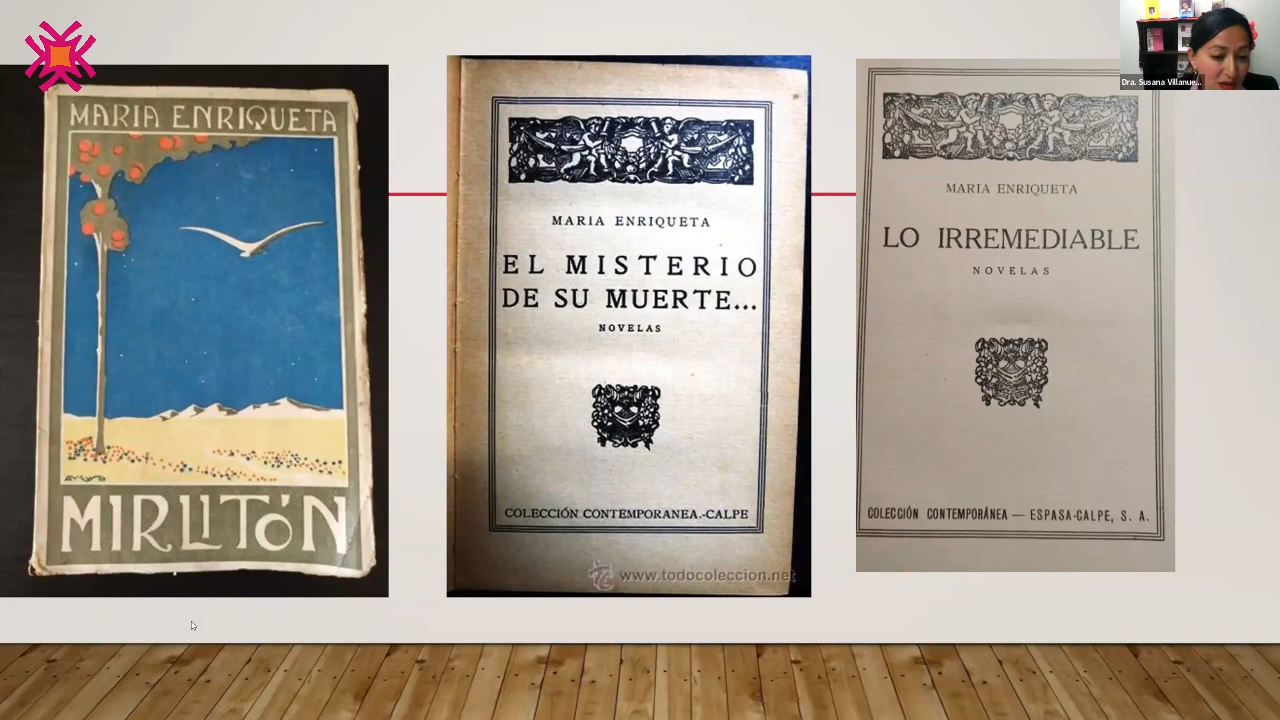 MARIA ENRIQUETA
MIRLITÓN
MARIA ENRIQUETA
EL MISTERIO
DE SU MUERTE...
NOVELAS
COLECCIÓN CONTEMPORANEA.-CALPE
www.todocoleccion.net
MARIA ENRIQUETA
LO IRREMEDIABLE
NOVELAS
COLECCIÓN CONTEMPORÁNEA — ESPASA-CALPE, S. A.
Dra. Susana Villanue...